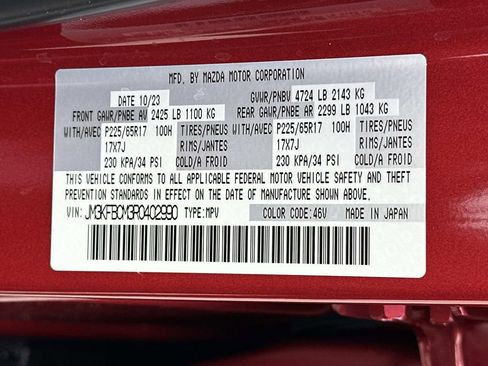 MFD. BY MAZDA MOTOR CORPORATION
DATE 10/23 GVWR/PNBV 4724 LB 2143 KG
FRONT GAWR/PNBE AV 2425 LB 1100 KG REAR GAWR/PNBE AR 2299 LB 1043 KG
WITH/AVEC P225/65R17 100H TIRES/PNEUS WITH/AVEC P225/65R17 100H TIRES/PNEUS
17X7J RIMS/JANTES 17X7J RIMS/JANTES
230 KPA/34 PSI COLD/A FROID 230 KPA/34 PSI COLD/A FROID
THIS VEHICLE CONFORMS TO ALL APPLICABLE FEDERAL MOTOR VEHICLE SAFETY AND THEFT
PREVENTION STANDARDS IN EFFECT ON THE DATE OF MANUFACTURE SHOWN ABOVE.
VIN: JM3KFBCM3R0402990 TYPE:MPV COLOR CODE:46V MADE IN JAPAN